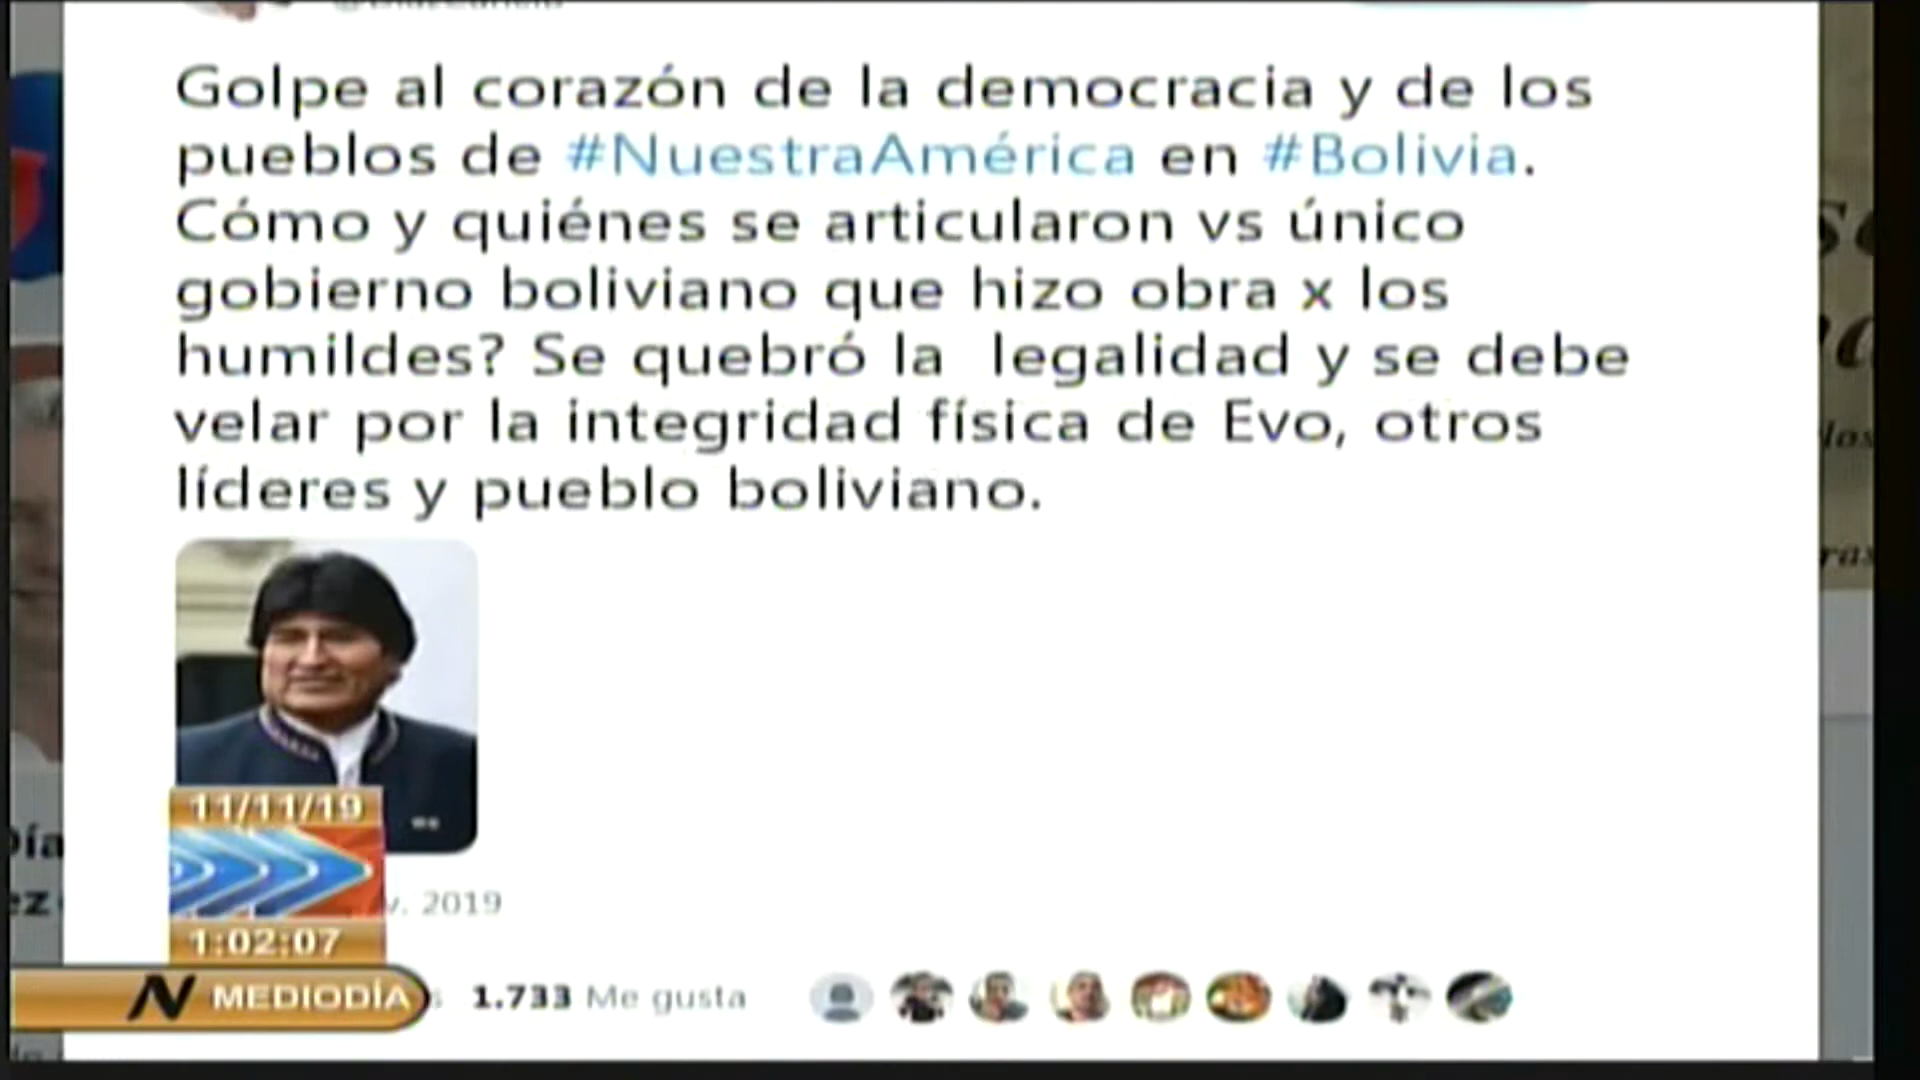 Golpe al corazón de la democracia y de los
pueblos de #NuestraAmérica en #Bolivia.
Cómo y quiénes se articularon vs único
gobierno boliviano que hizo obra x los
humildes? Se quebró la legalidad y se debe
velar por la integridad física de Evo, otros
líderes y pueblo boliviano.
11/11/19
v. 2019
1:02:07
N MEDIODÍA
1.733 Me gusta